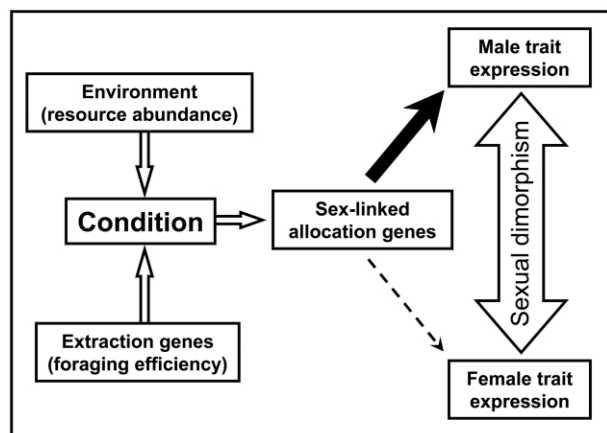 Male trait
expression
Environment
(resource abundance)
Condition
Sex-linked
allocation genes
Sexual dimorphism
Extraction genes
(foraging efficiency)
Female trait
expression